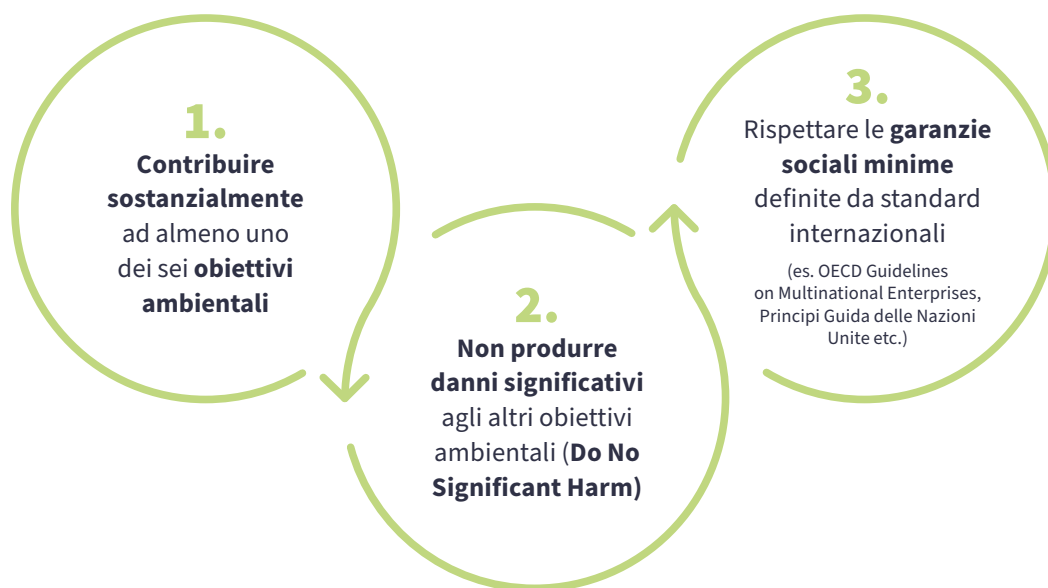 1.
Contribuire
sostanzialmente
ad almeno uno
dei sei obiettivi
ambientali
2.
Non produrre
danni significativi
agli altri obiettivi
ambientali (Do No
Significant Harm)
3.
Rispettare le garanzie
sociali minime
definite da standard
internazionali
(es. OECD Guidelines
on Multinational Enterprises,
Principi Guida delle Nazioni
Unite etc.)